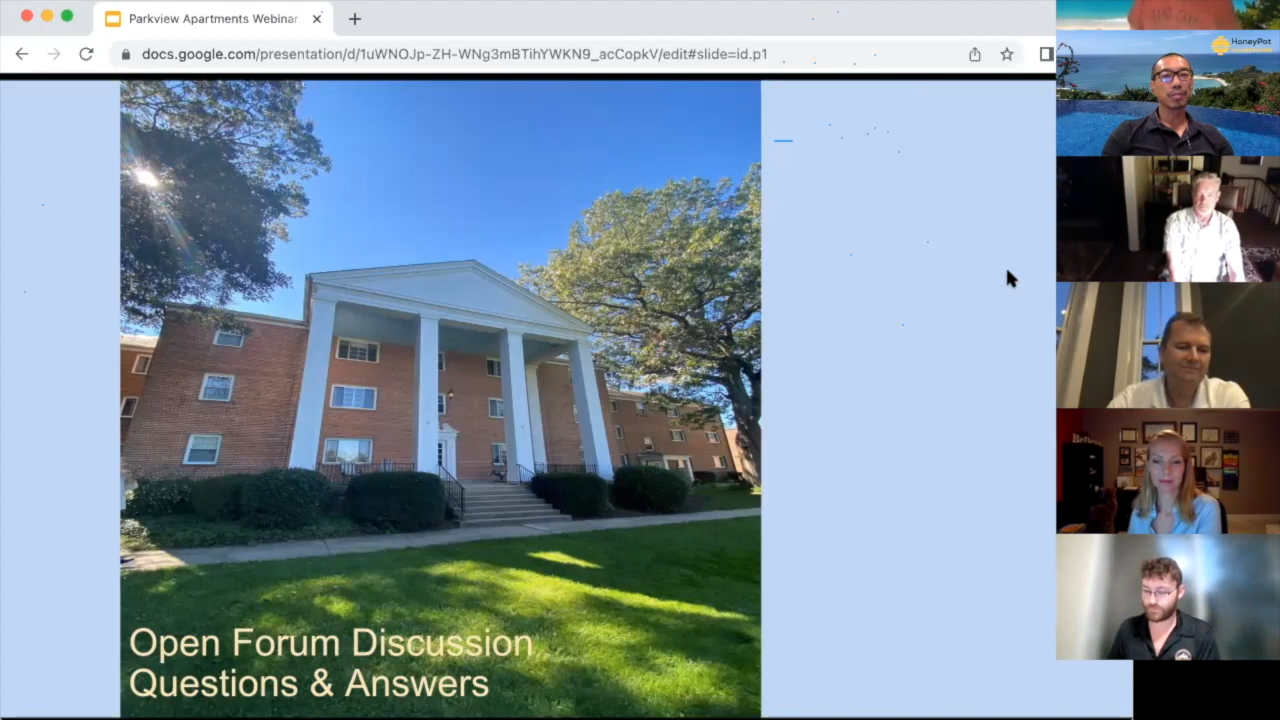 Parkview Apartments Webinar
docs.google.com/presentation/d/1uWNOJp-ZH-WNg3mBTihYWKN9_acCopkV/edit#slide=id.p1
HoneyPot
Open Forum Discussion
Questions & Answers
Believe